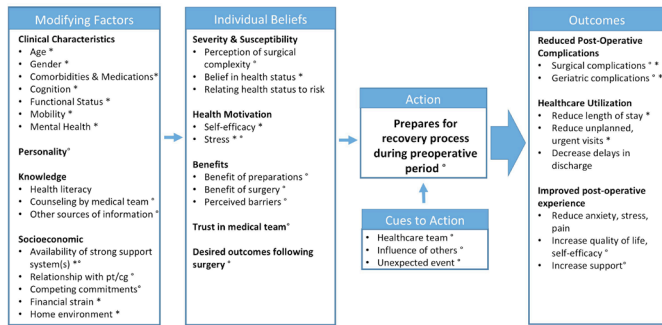 Modifying Factors
Clinical Characteristics
• Age *
• Gender *
• Comorbidities & Medications*
• Cognition *
• Functional Status *
• Mobility *
• Mental Health *
Personality°
Knowledge
• Health literacy
• Counseling by medical team °
• Other sources of information °
Socioeconomic
• Availability of strong support
system(s) *°
• Relationship with pt/cg °
• Competing commitments°
• Financial strain *
• Home environment *
Individual Beliefs
Severity & Susceptibility
• Perception of surgical
complexity °
• Belief in health status *
• Relating health status to risk
Health Motivation
• Self-efficacy *
• Stress * °
Benefits
• Benefit of preparations °
• Benefit of surgery °
• Perceived barriers °
Trust in medical team°
Desired outcomes following
surgery °
Action
Prepares for
recovery process
during preoperative
period °
Cues to Action
• Healthcare team °
• Influence of others °
• Unexpected event °
Outcomes
Reduced Post-Operative
Complications
• Surgical complications ° *
• Geriatric complications ° *
Healthcare Utilization
• Reduce length of stay *
• Reduce unplanned,
urgent visits *
• Decrease delays in
discharge
Improved post-operative
experience
• Reduce anxiety, stress,
pain
• Increase quality of life,
self-efficacy °
• Increase support°